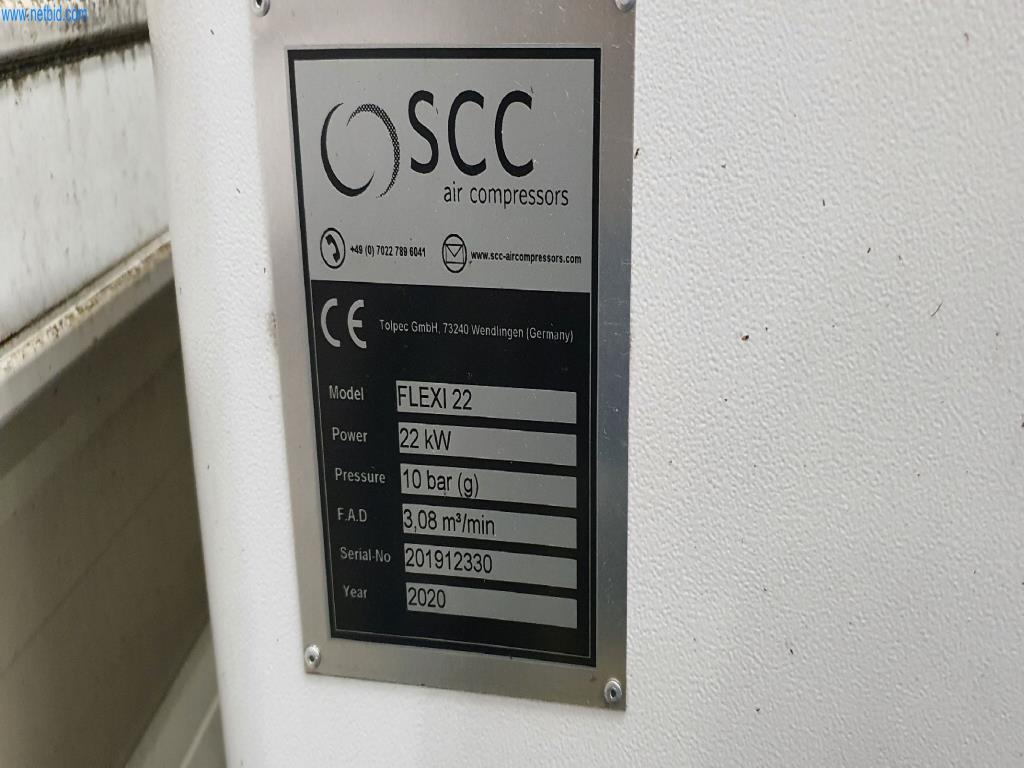 www.netbid.com
SCC
air compressors
+49 (0) 7022 789 6041 www.scc-aircompressors.com
CE Tolpec GmbH, 73240 Wendlingen (Germany)
Model FLEXI 22
Power 22 kW
Pressure 10 bar (g)
F.A.D 3,08 m³/min
Serial-No 201912330
Year 2020